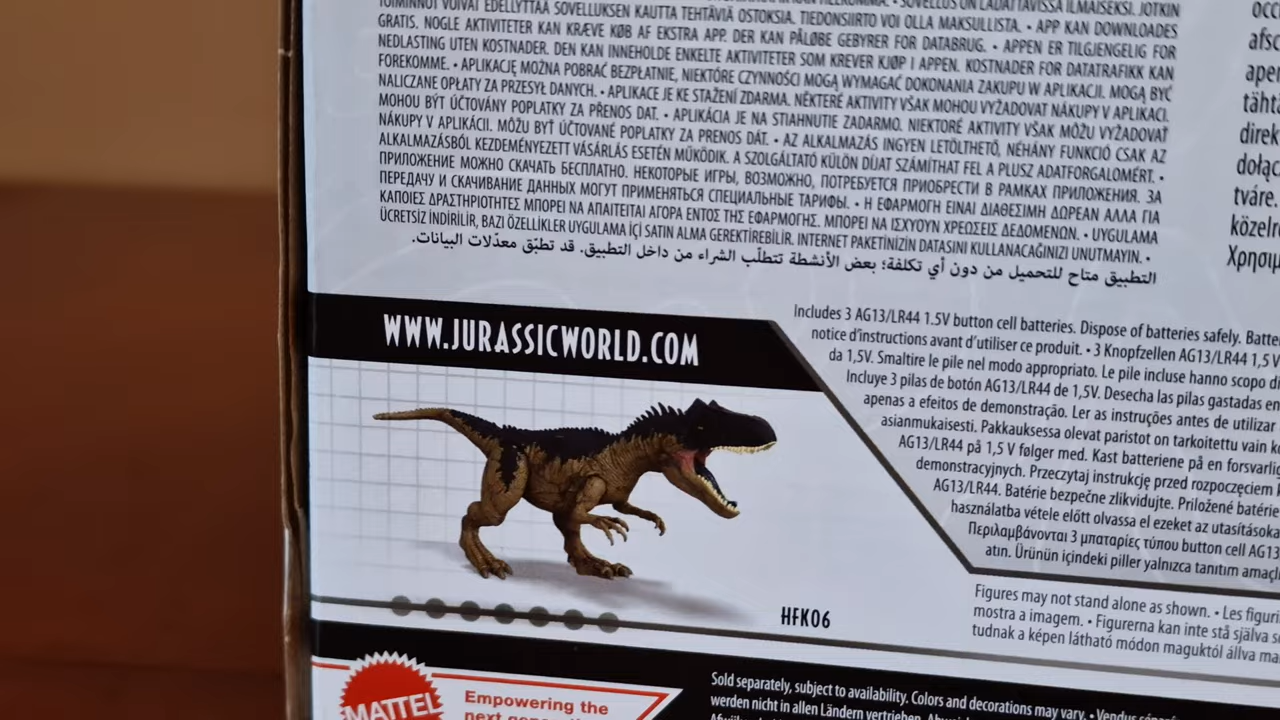 TOIMINNOT VOIVAT EDELLYTTÄÄ SOVELLUKSEN KAUTTA TEHTÄVIÄ OSTOKSIA. TIEDONSIIRTO VOI OLLA MAKSULLISTA. • APP KAN DOWNLOADES
GRATIS. NOGLE AKTIVITETER KAN KRÆVE KØB AF EKSTRA APP. DER KAN PÅLØBE GEBYRER FOR DATABRUG. • APPEN ER TILGJENGELIG FOR
NEDLASTING UTEN KOSTNADER. DEN KAN INNEHOLDE ENKELTE AKTIVITETER SOM KREVER KJØP I APPEN. KOSTNADER FOR DATATRAFIKK KAN
FOREKOMME. • APLIKACJĘ MOŻNA POBRAĆ BEZPŁATNIE, NIEKTÓRE CZYNNOŚCI MOGĄ WYMAGAĆ DOKONANIA ZAKUPU W APLIKACJI. MOGĄ BYĆ
NALICZANE OPŁATY ZA PRZESYŁ DANYCH. • APLIKACE JE KE STAŽENÍ ZDARMA. NĚKTERÉ AKTIVITY VŠAK MOHOU VYŽADOVAT NÁKUPY V APLIKACI.
MOHOU BÝT ÚČTOVÁNY POPLATKY ZA PŘENOS DAT. • APLIKÁCIA JE NA STIAHNUTIE ZADARMO. NIEKTORÉ AKTIVITY VŠAK MÔŽU VYŽADOVAŤ
NÁKUPY V APLIKÁCII. MÔŽU BYŤ ÚČTOVANÉ POPLATKY ZA PRENOS DÁT. • AZ ALKALMAZÁS INGYEN LETÖLTHETŐ, NÉHÁNY FUNKCIÓ CSAK AZ
ALKALMAZÁSBÓL KEZDEMÉNYEZETT VÁSÁRLÁS ESETÉN MŰKÖDIK. A SZOLGÁLTATÓ KÜLÖN DÍJAT SZÁMÍTHAT FEL A PLUSZ ADATFORGALOMÉRT. •
ПРИЛОЖЕНИЕ МОЖНО СКАЧАТЬ БЕСПЛАТНО. НЕКОТОРЫЕ ИГРЫ, ВОЗМОЖНО, ПОТРЕБУЕТСЯ ПРИОБРЕСТИ В РАМКАХ ПРИЛОЖЕНИЯ. ЗА
ПЕРЕДАЧУ И СКАЧИВАНИЕ ДАННЫХ МОГУТ ПРИМЕНЯТЬСЯ СПЕЦИАЛЬНЫЕ ТАРИФЫ. • Η ΕΦΑΡΜΟΓΗ ΕΙΝΑΙ ΔΙΑΘΕΣΙΜΗ ΔΩΡΕΑΝ ΑΛΛΑ ΓΙΑ
ΚΑΠΟΙΕΣ ΔΡΑΣΤΗΡΙΟΤΗΤΕΣ ΜΠΟΡΕΙ ΝΑ ΑΠΑΙΤΕΙΤΑΙ ΑΓΟΡΑ ΕΝΤΟΣ ΤΗΣ ΕΦΑΡΜΟΓΗΣ. ΜΠΟΡΕΙ ΝΑ ΙΣΧΥΟΥΝ ΧΡΕΩΣΕΙΣ ΔΕΔΟΜΕΝΩΝ. • UYGULAMA
ÜCRETSİZ İNDİRİLİR, BAZI ÖZELLİKLER UYGULAMA İÇİ SATIN ALMA GEREKTİREBİLİR. INTERNET PAKETİNİZİN DATASINI KULLANACAĞINIZI UNUTMAYIN. •
التطبيق متاح للتحميل من دون أي تكلفة؛ بعض الأنشطة تتطلّب الشراء من داخل التطبيق. قد تطبّق معدّلات البيانات.
WWW.JURASSICWORLD.COM
HFK06
Includes 3 AG13/LR44 1.5V button cell batteries. Dispose of batteries safely.
notice d'instructions avant d'utiliser ce produit. • 3 Knopfzellen AG13/LR44 1,5 V
da 1,5V. Smaltire le pile nel modo appropriato. Le pile incluse hanno scopo
Incluye 3 pilas de botón AG13/LR44 de 1,5V. Desecha las pilas gastadas en
apenas a efeitos de demonstração. Ler as instruções antes de utilizar
asianmukaisesti. Pakkauksessa olevat paristot on tarkoitettu vain
AG13/LR44 på 1,5 V følger med. Kast batteriene på en forsvarlig
demonstracyjnych. Przeczytaj instrukcję przed rozpoczęciem
AG13/LR44. Batérie bezpečne zlikvidujte. Priložené batérie
használatba vétele előtt olvassa el ezeket az utasításokat
Περιλαμβάνονται 3 μπαταρίες τύπου button cell AG13
atın. Ürünün içindeki piller yalnızca tanıtım
Figures may not stand alone as shown. • Les
mostra a imagem. • Figurerna kan inte stå själva
tudnak a képen látható módon maguktól állva
MATTEL
Empowering the
Sold separately, subject to availability. Colors and decorations may vary. • Vendus
werden nicht in allen Ländern vertrieben.